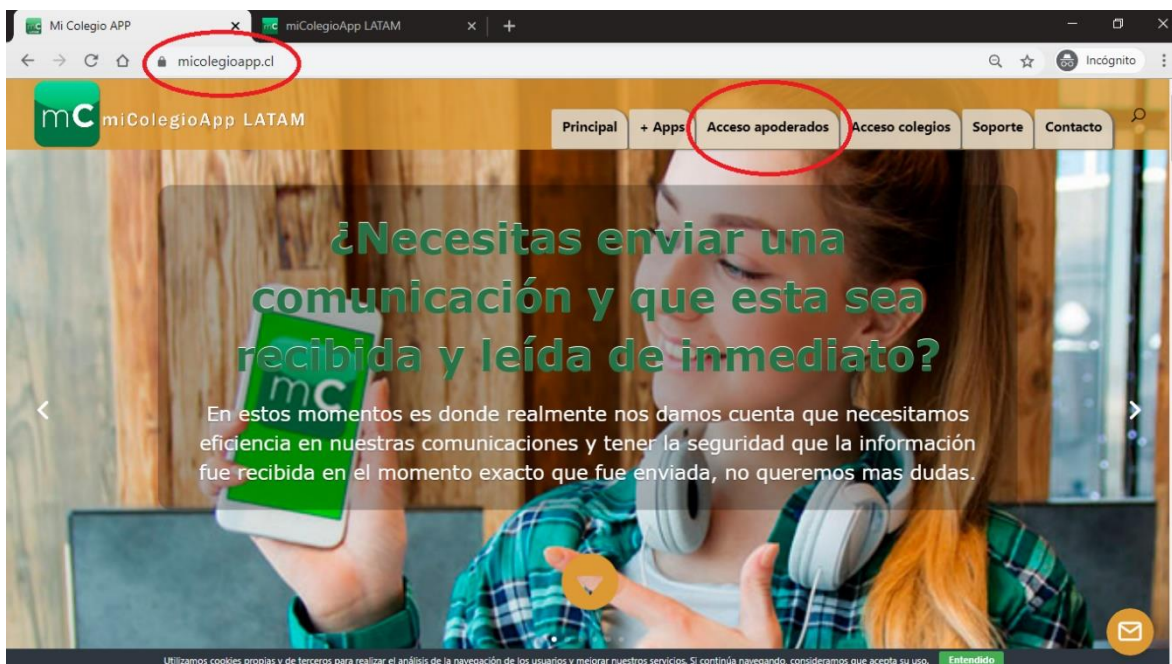 Mi Colegio APP
miColegioApp LATAM
micolegioapp.cl
Incógnito
mC miColegioApp LATAM
Principal
+ Apps
Acceso apoderados
Acceso colegios
Soporte
Contacto
¿Necesitas enviar una
comunicación y que esta sea
recibida y leída de inmediato?
mC
En estos momentos es donde realmente nos damos cuenta que necesitamos
eficiencia en nuestras comunicaciones y tener la seguridad que la información
fue recibida en el momento exacto que fue enviada, no queremos mas dudas.
Utilizamos cookies propias y de terceros para realizar el análisis de la navegación de los usuarios y mejorar nuestros servicios. Si continúa navegando, consideramos que acepta su uso.
Entendido